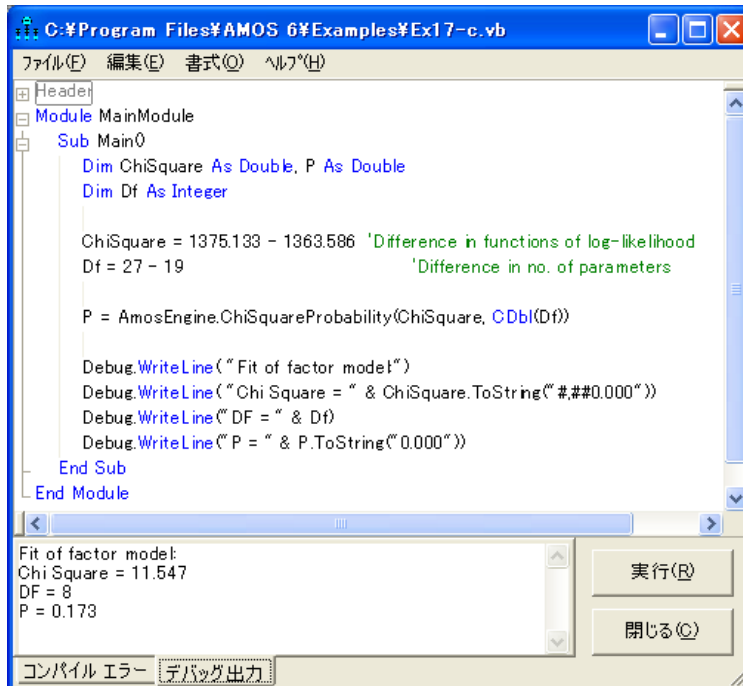 C:¥Program Files¥AMOS 6¥Examples¥Ex17-c.vb
ファイル(F) 編集(E) 書式(O) ヘルプ(H)
Header
Module MainModule
Sub Main()
Dim ChiSquare As Double, P As Double
Dim Df As Integer
ChiSquare = 1375.133 - 1363.586 'Difference in functions of log-likelihood
Df = 27 - 19 'Difference in no. of parameters
P = AmosEngine.ChiSquareProbability(ChiSquare, CDbl(Df))
Debug.WriteLine("Fit of factor model:")
Debug.WriteLine("Chi Square = " & ChiSquare.ToString("#,##0.000"))
Debug.WriteLine("DF = " & Df)
Debug.WriteLine("P = " & P.ToString("0.000"))
End Sub
End Module
Fit of factor model:
Chi Square = 11.547
DF = 8
P = 0.173
実行(R)
閉じる(C)
コンパイル エラー デバッグ出力